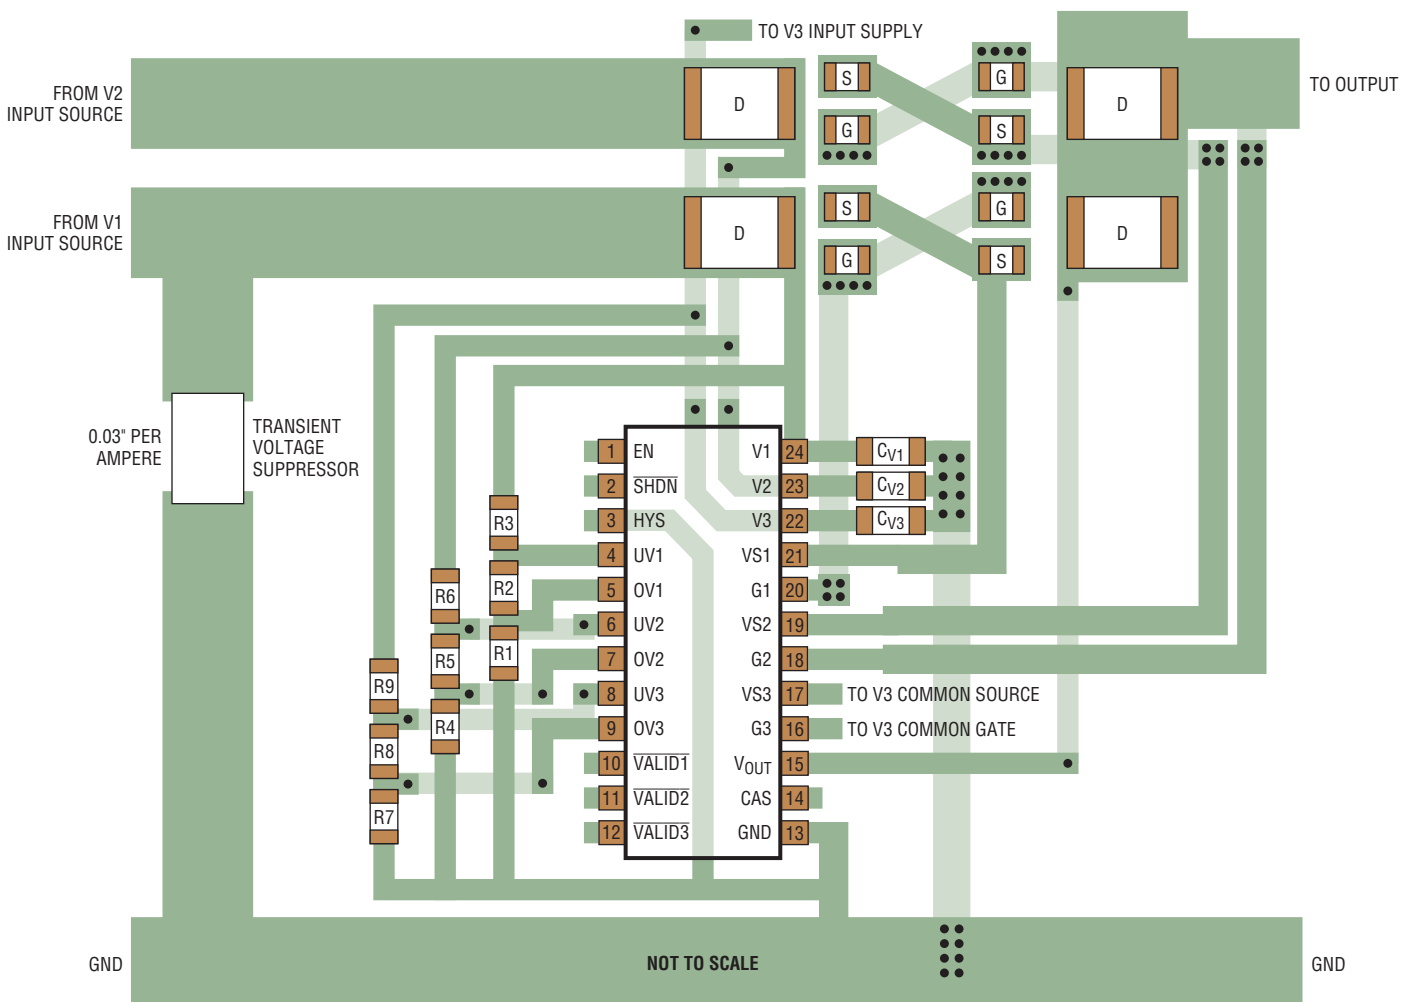 TO V3 INPUT SUPPLY
FROM V2
INPUT SOURCE
D
S
G
G
S
D
TO OUTPUT
FROM V1
INPUT SOURCE
D
S
G
G
S
D
0.03" PER
AMPERE
TRANSIENT
VOLTAGE
SUPPRESSOR
R3
R2
R1
R6
R5
R4
R9
R8
R7
1 EN
2 SHDN
3 HYS
4 UV1
5 OV1
6 UV2
7 OV2
8 UV3
9 OV3
10 VALID1
11 VALID2
12 VALID3
V1 24
V2 23
V3 22
VS1 21
G1 20
VS2 19
G2 18
VS3 17
G3 16
VOUT 15
CAS 14
GND 13
CV1
CV2
CV3
TO V3 COMMON SOURCE
TO V3 COMMON GATE
GND
NOT TO SCALE
GND